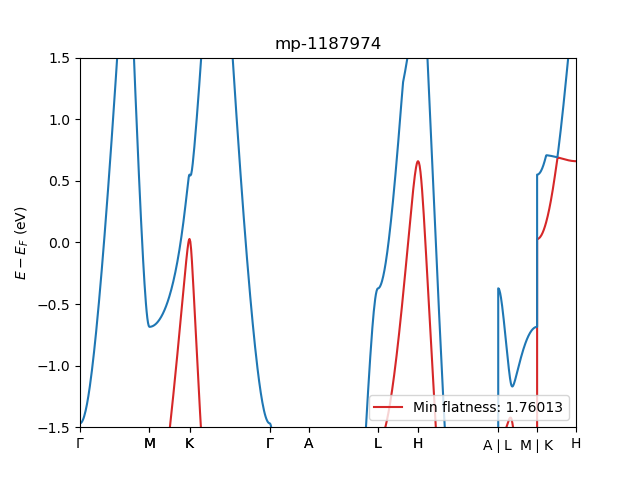 mp-1187974
1.5
1.0
0.5
0.0
−0.5
−1.0
−1.5
E − E_F (eV)
Min flatness: 1.76013
Γ M K Γ A L H A | L M | K H